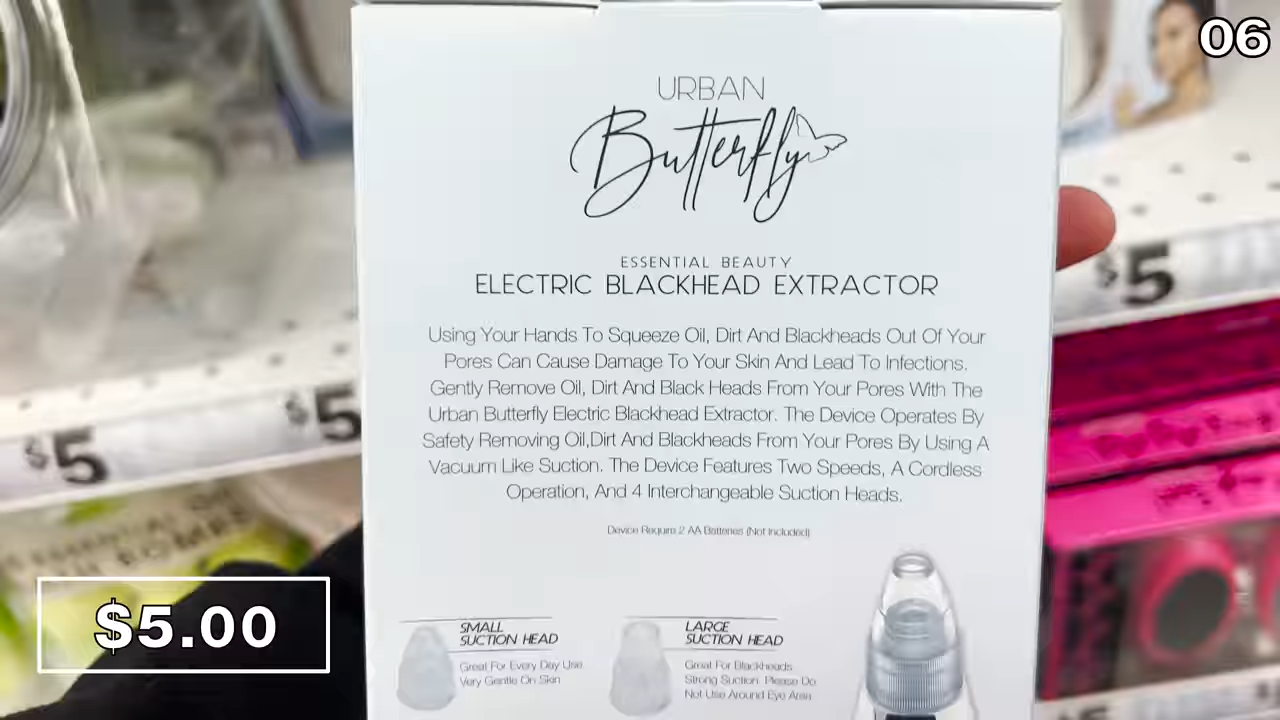 06
URBAN
Butterfly
ESSENTIAL BEAUTY
ELECTRIC BLACKHEAD EXTRACTOR
Using Your Hands To Squeeze Oil, Dirt And Blackheads Out Of Your
Pores Can Cause Damage To Your Skin And Lead To Infections.
Gently Remove Oil, Dirt And Black Heads From Your Pores With The
Urban Butterfly Electric Blackhead Extractor. The Device Operates By
Safety Removing Oil,Dirt And Blackheads From Your Pores By Using A
Vacuum Like Suction. The Device Features Two Speeds, A Cordless
Operation, And 4 Interchangeable Suction Heads.
Device Require 2 AA Batteries (Not Included)
SMALL
SUCTION HEAD
Great For Every Day Use
Very Gentle On Skin
LARGE
SUCTION HEAD
Great For Blackheads
Strong Suction. Please Do
Not Use Around Eye Area
$5
$5
$5
$5.00